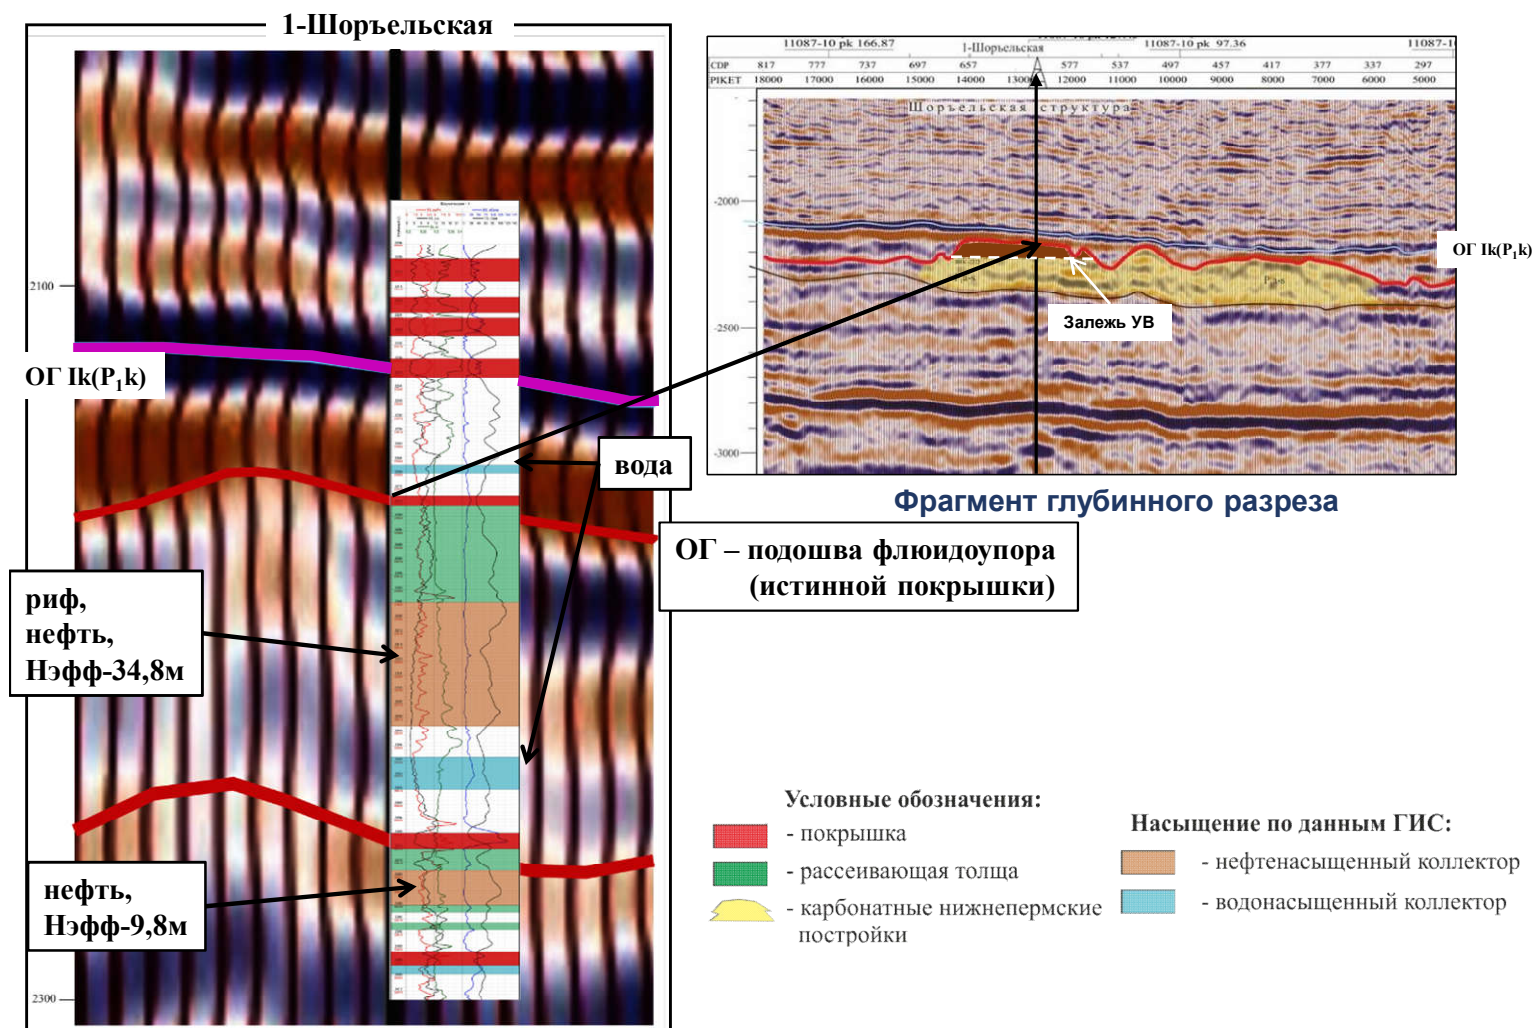 1-Шоръельская
2100
ОГ Ik(P₁k)
вода
риф,
нефть,
Нэфф-34,8м
нефть,
Нэфф-9,8м
2300
ОГ – подошва флюидоупора
(истинной покрышки)
11087-10 pk 166.87
1-Шоръельская
11087-10 pk 97.36
CDP 817 777 737 697 657 577 537 497 457 417 377 337 297
PIKET 18000 17000 16000 15000 14000 12000 11000 10000 9000 8000 7000 6000 5000
Шоръельская структура
-2000
ОГ Ik(P₁k)
Залежь УВ
-2500
-3000
Фрагмент глубинного разреза
Условные обозначения:
- покрышка
- рассеивающая толща
- карбонатные нижнепермские
постройки
Насыщение по данным ГИС:
- нефтенасыщенный коллектор
- водонасыщенный коллектор